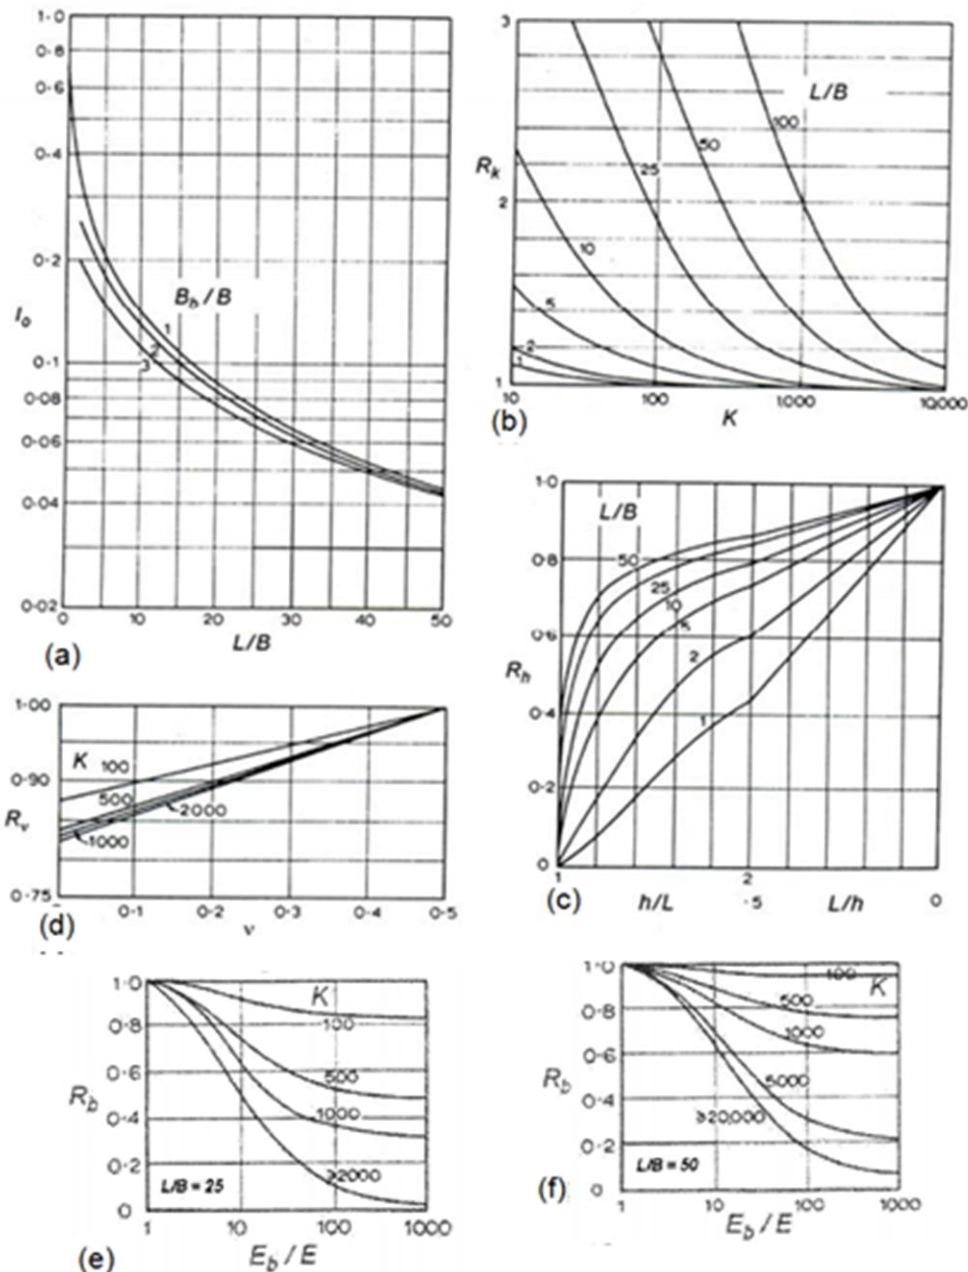 1·0
0·8
0·6
0·4
0·2
0·1
0·08
0·06
0·04
0·02
I₀
B_b/B
1
2
3
0 10 20 30 40 50
L/B
(a)
3
2
1
R_k
L/B
100
50
25
10
5
2
1
10 100 1000 10000
K
(b)
1·0
0·8
0·6
0·4
0·2
0
R_h
L/B
50
25
10
5
2
1
1 2 0
h/L ·5 L/h
(c)
1·00
0·90
0·75
R_ν
K 100
500
2000
1000
0·1 0·2 0·3 0·4 0·5
ν
(d)
1·0
0·8
0·6
0·4
0·2
0
R_b
K
100
500
1000
>2000
L/B = 25
1 10 100 1000
E_b / E
(e)
1·0
0·8
0·6
0·4
0·2
0
R_b
100 K
500
1000
5000
≥20,000
L/B = 50
1 10 100 1000
E_b / E
(f)